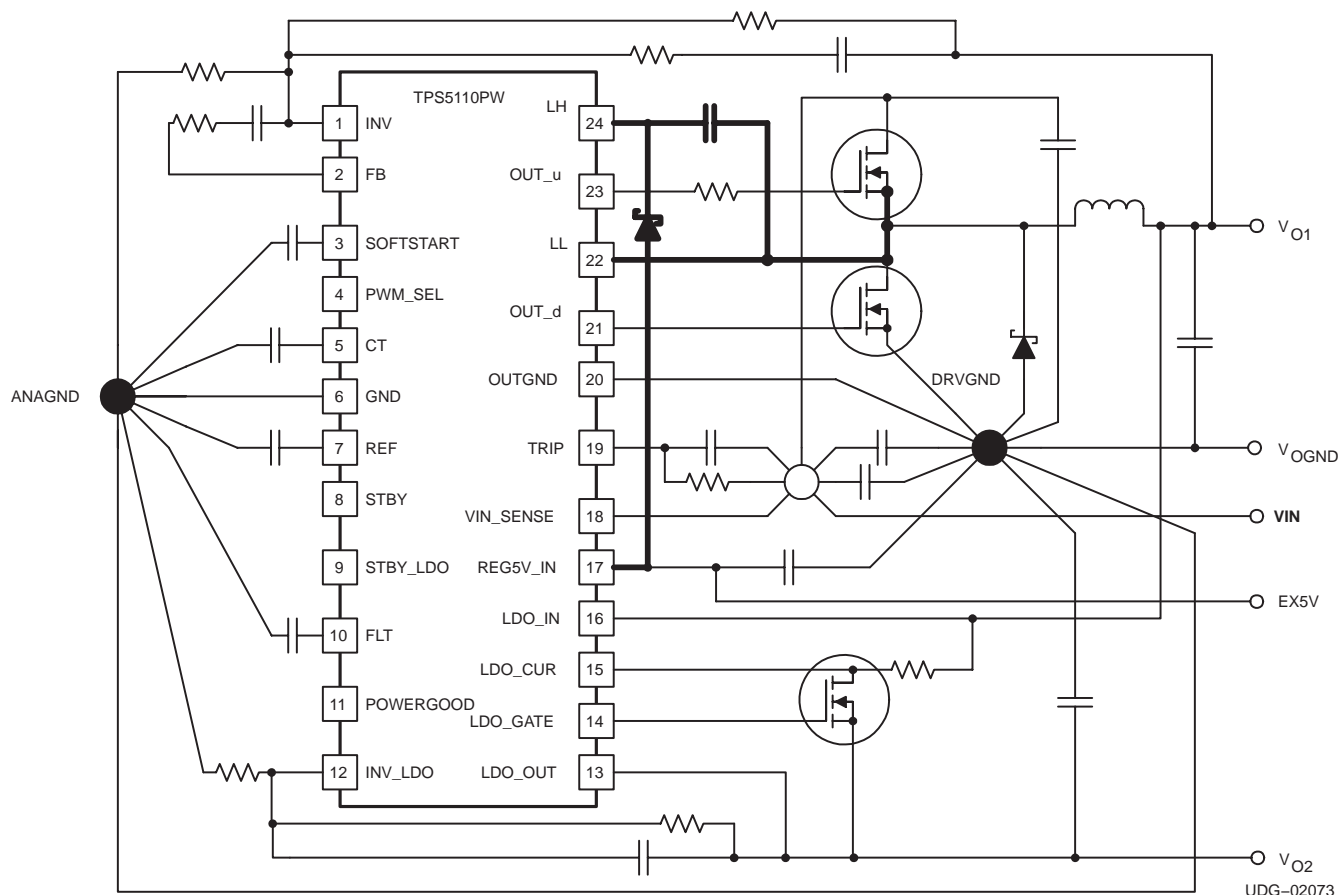 TPS5110PW
LH
1 INV
24
2 FB
OUT_u
23
3 SOFTSTART
LL
22
4 PWM_SEL
OUT_d
21
5 CT
ANAGND
6 GND
OUTGND
20
DRVGND
7 REF
TRIP
19
8 STBY
VIN_SENSE
18
9 STBY_LDO
REG5V_IN
17
LDO_IN
16
10 FLT
LDO_CUR
15
11 POWERGOOD
LDO_GATE
14
12 INV_LDO
LDO_OUT
13
VO1
VOGND
VIN
EX5V
VO2
UDG–02073